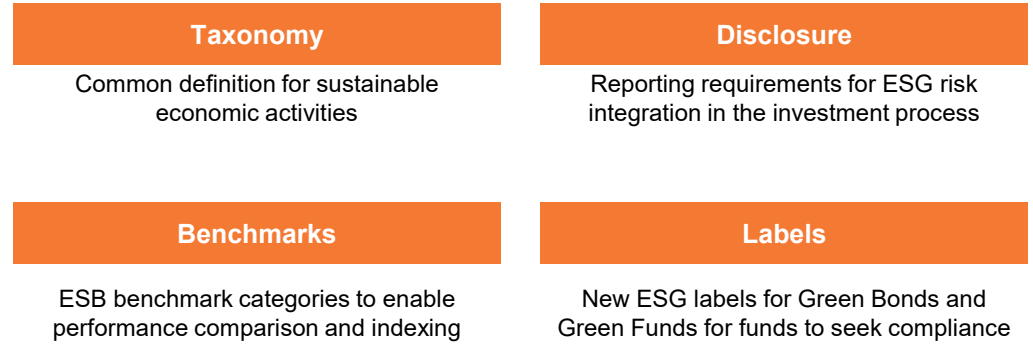 Taxonomy
Common definition for sustainable
economic activities
Disclosure
Reporting requirements for ESG risk
integration in the investment process
Benchmarks
ESB benchmark categories to enable
performance comparison and indexing
Labels
New ESG labels for Green Bonds and
Green Funds for funds to seek compliance